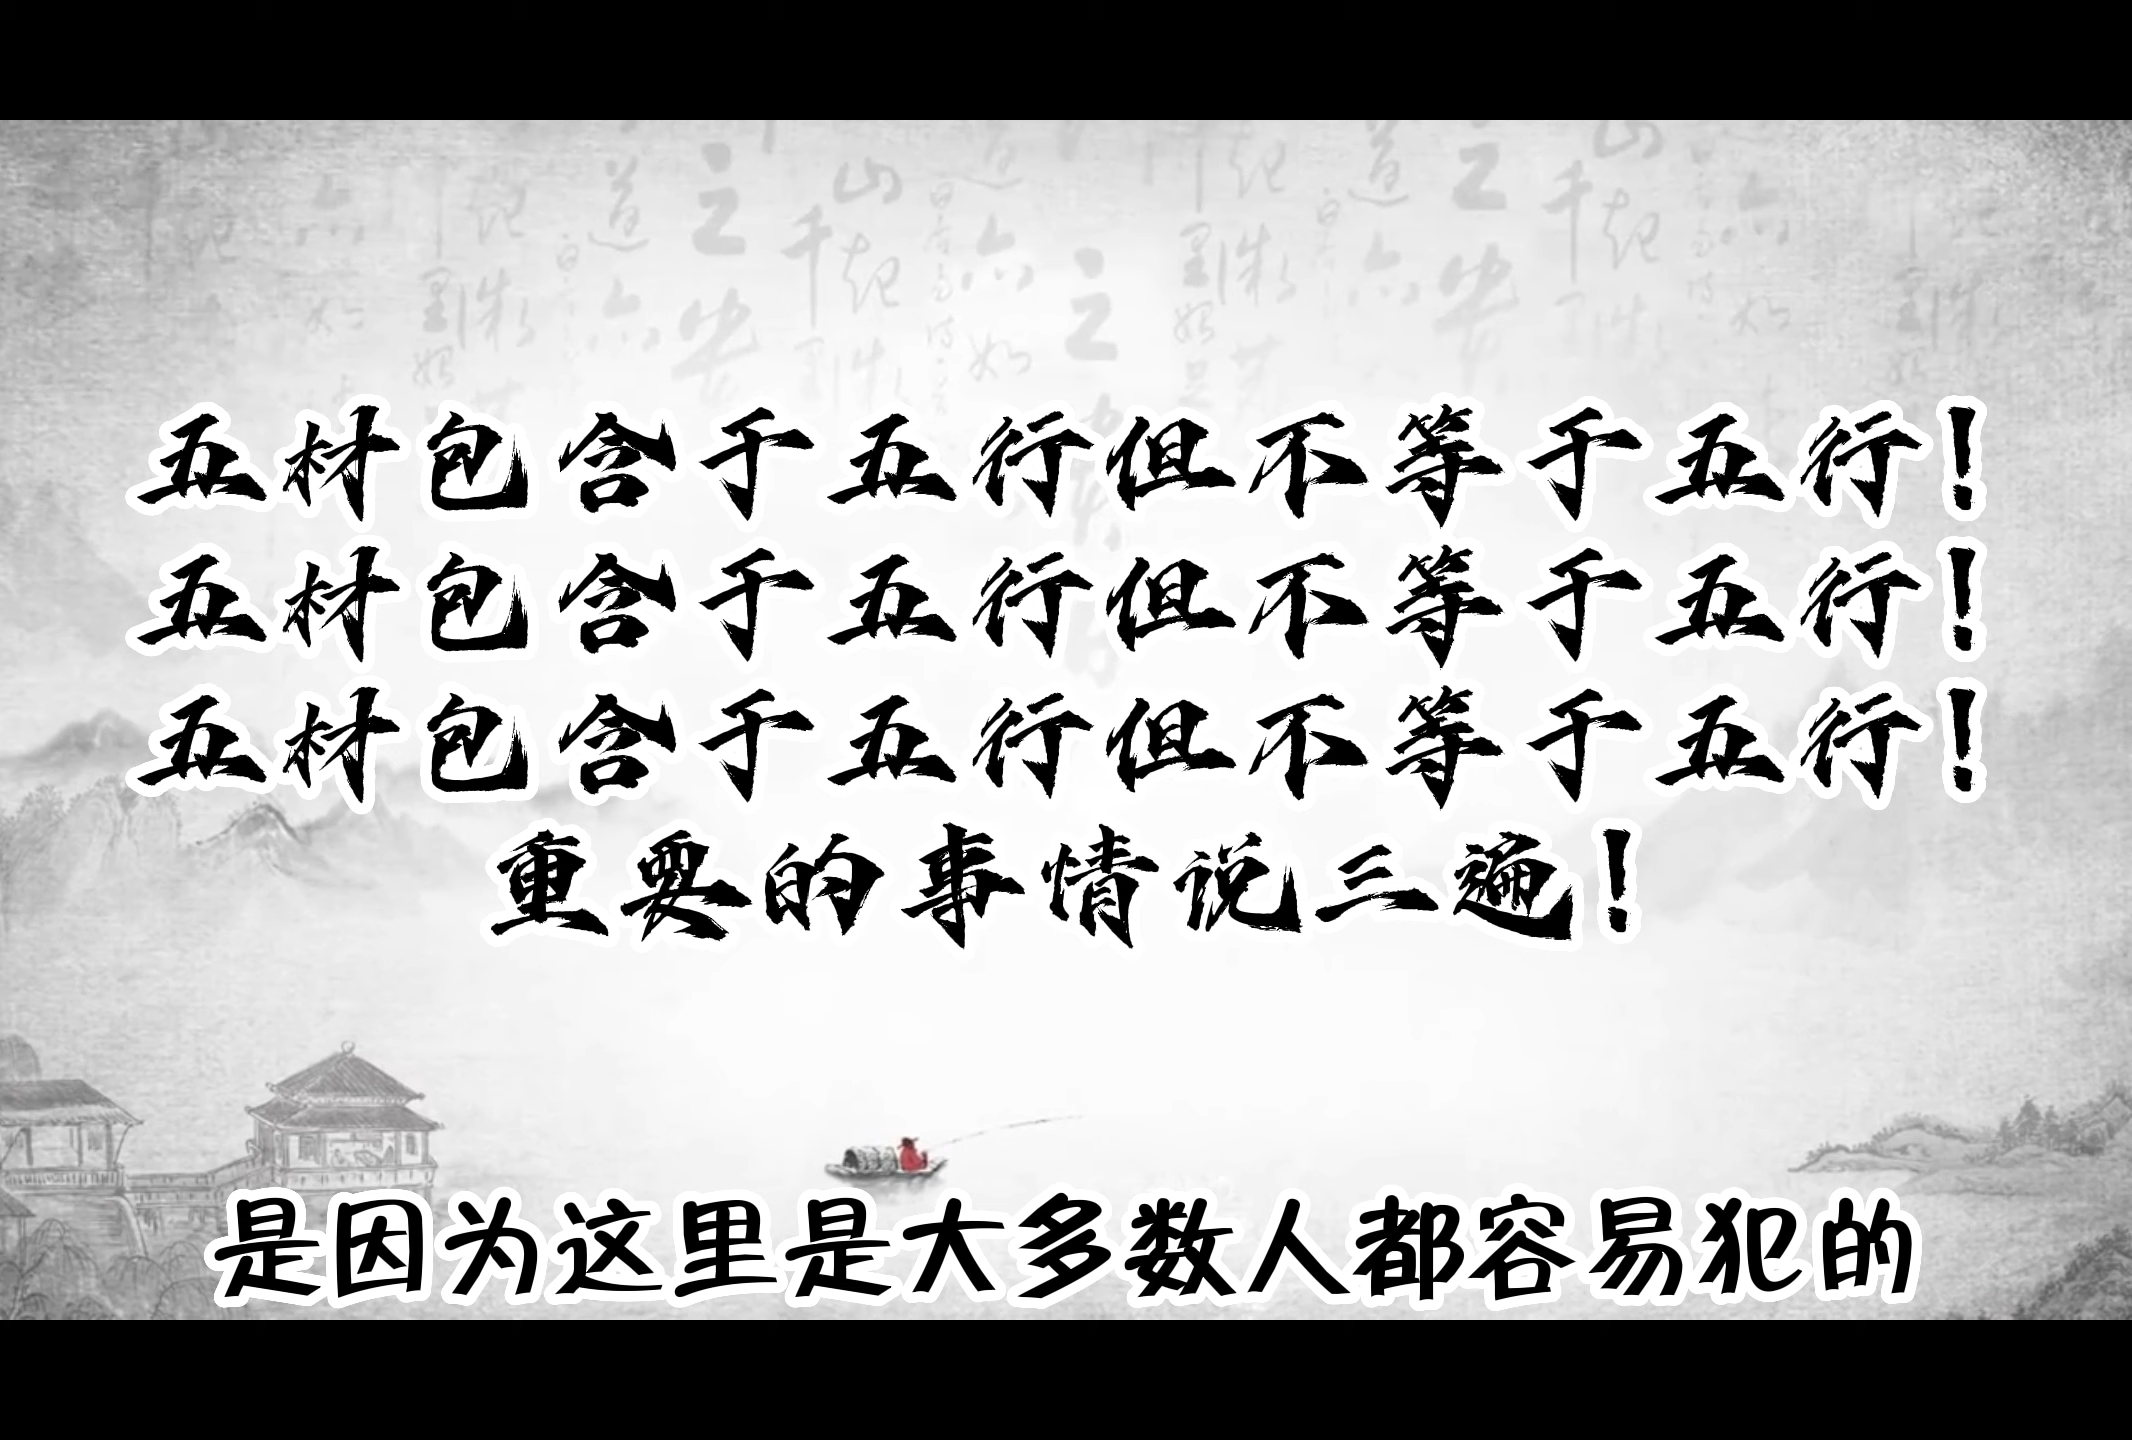 五材包含于五行但不等于五行!
五材包含于五行但不等于五行!
五材包含于五行但不等于五行!
重要的事情说三遍!
是因为这里是大多数人都容易犯的